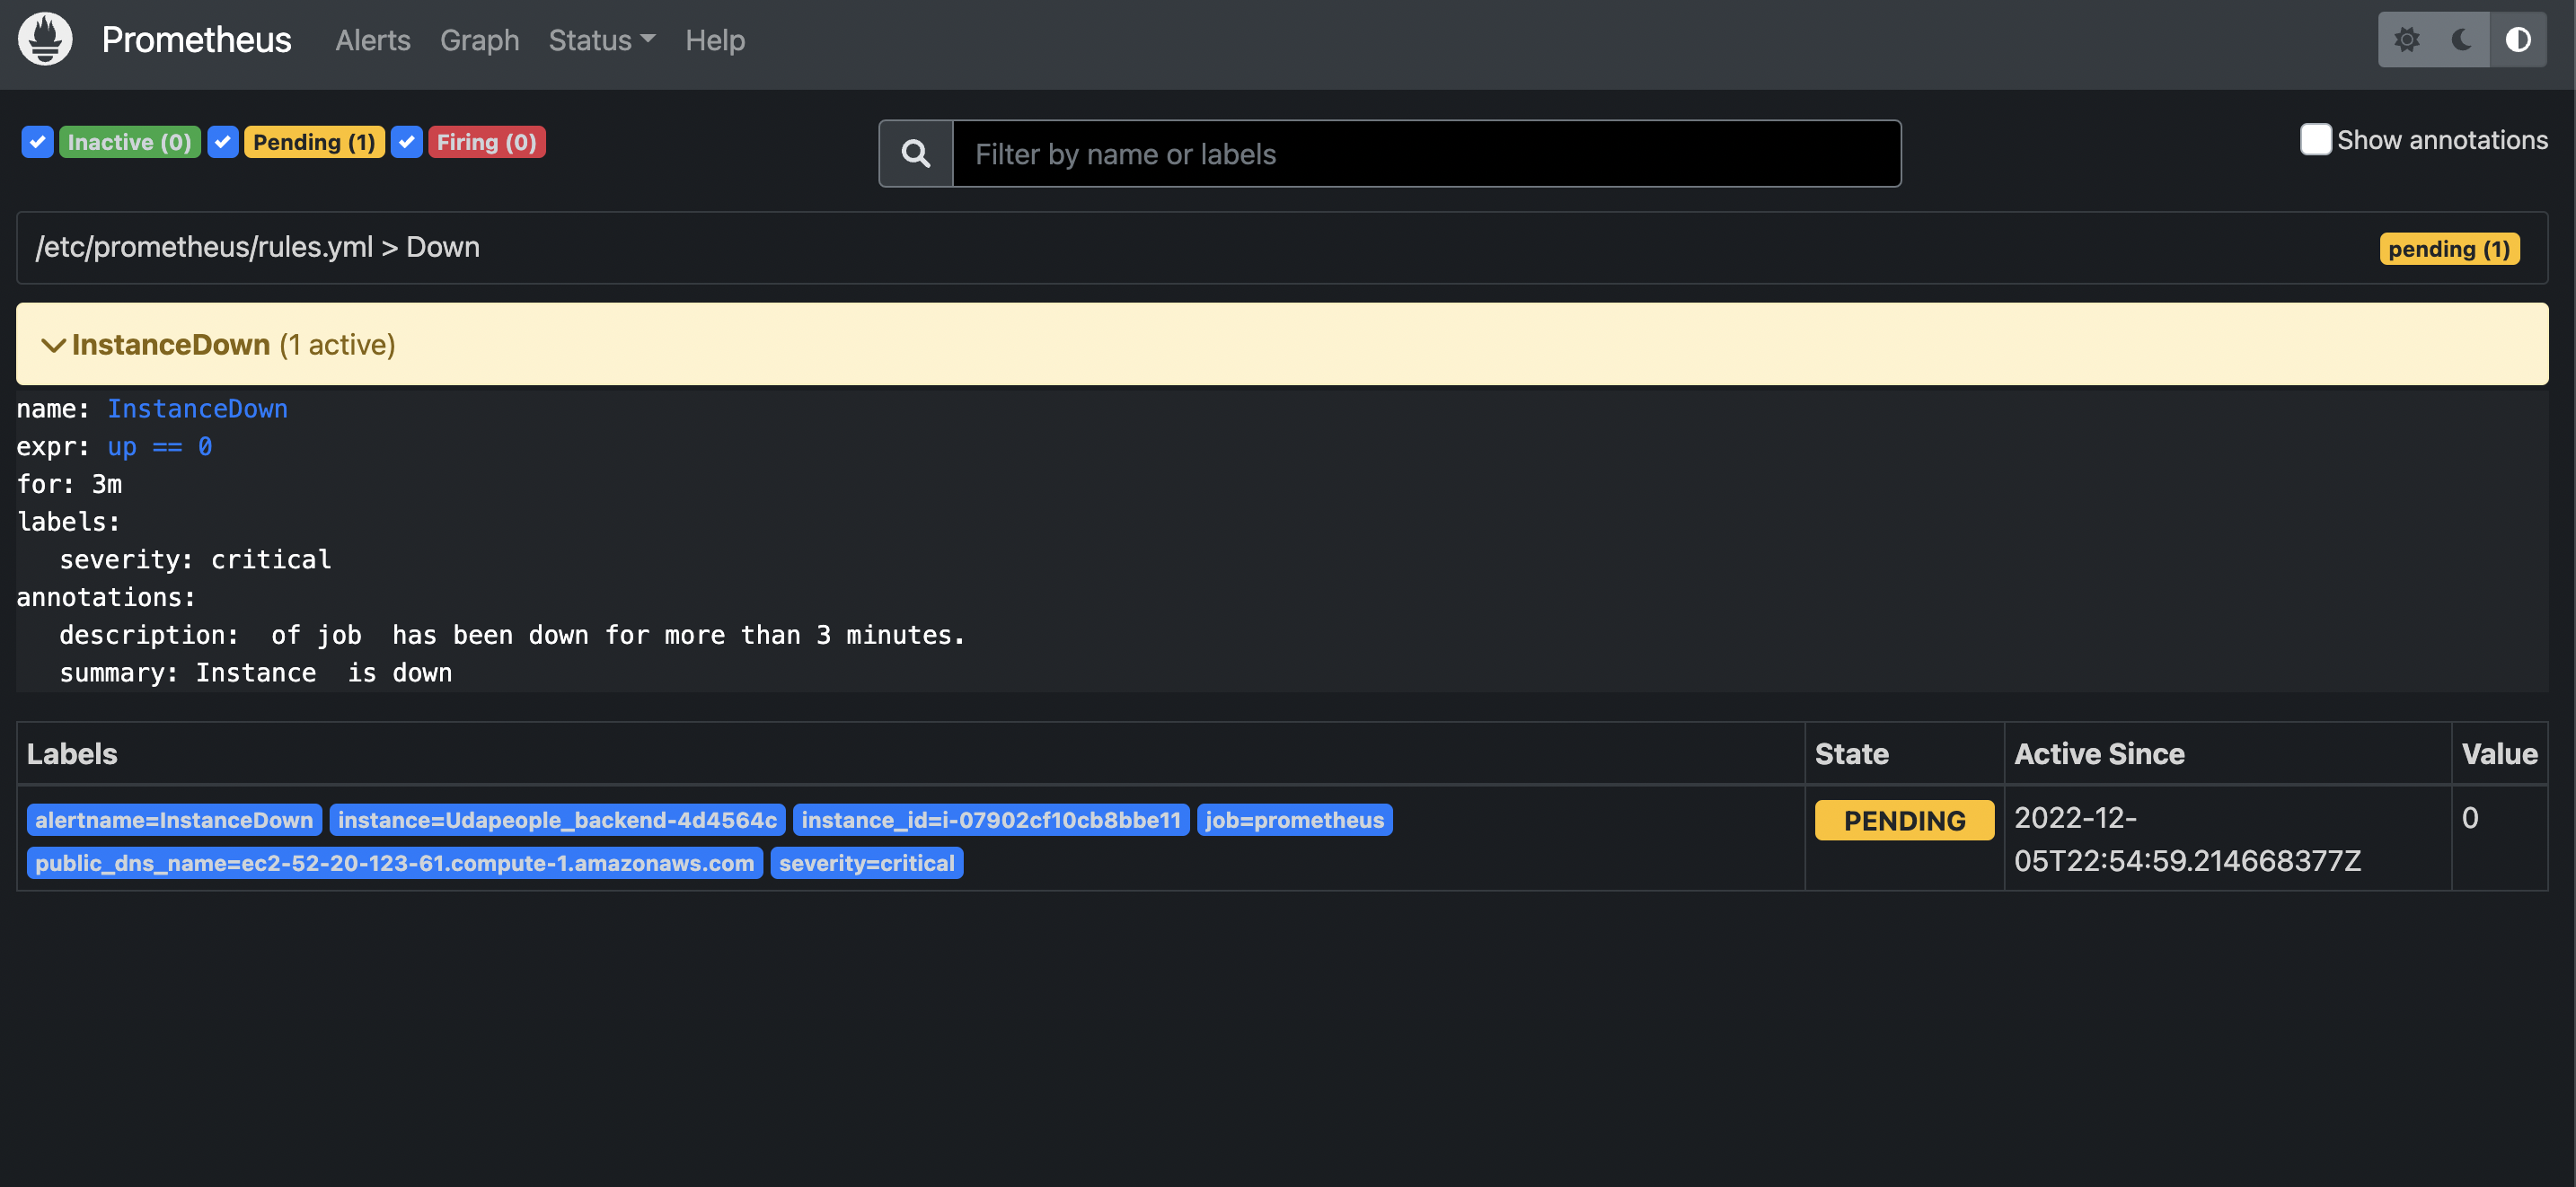 Prometheus Alerts Graph Status Help
Inactive (0) Pending (1) Firing (0)
Filter by name or labels
Show annotations
/etc/prometheus/rules.yml > Down
pending (1)
InstanceDown (1 active)
name: InstanceDown
expr: up == 0
for: 3m
labels:
severity: critical
annotations:
description:  of job  has been down for more than 3 minutes.
summary: Instance  is down
Labels State Active Since Value
alertname=InstanceDown instance=Udapeople_backend-4d4564c instance_id=i-07902cf10cb8bbe11 job=prometheus
public_dns_name=ec2-52-20-123-61.compute-1.amazonaws.com severity=critical
PENDING
2022-12-
05T22:54:59.214668377Z
0